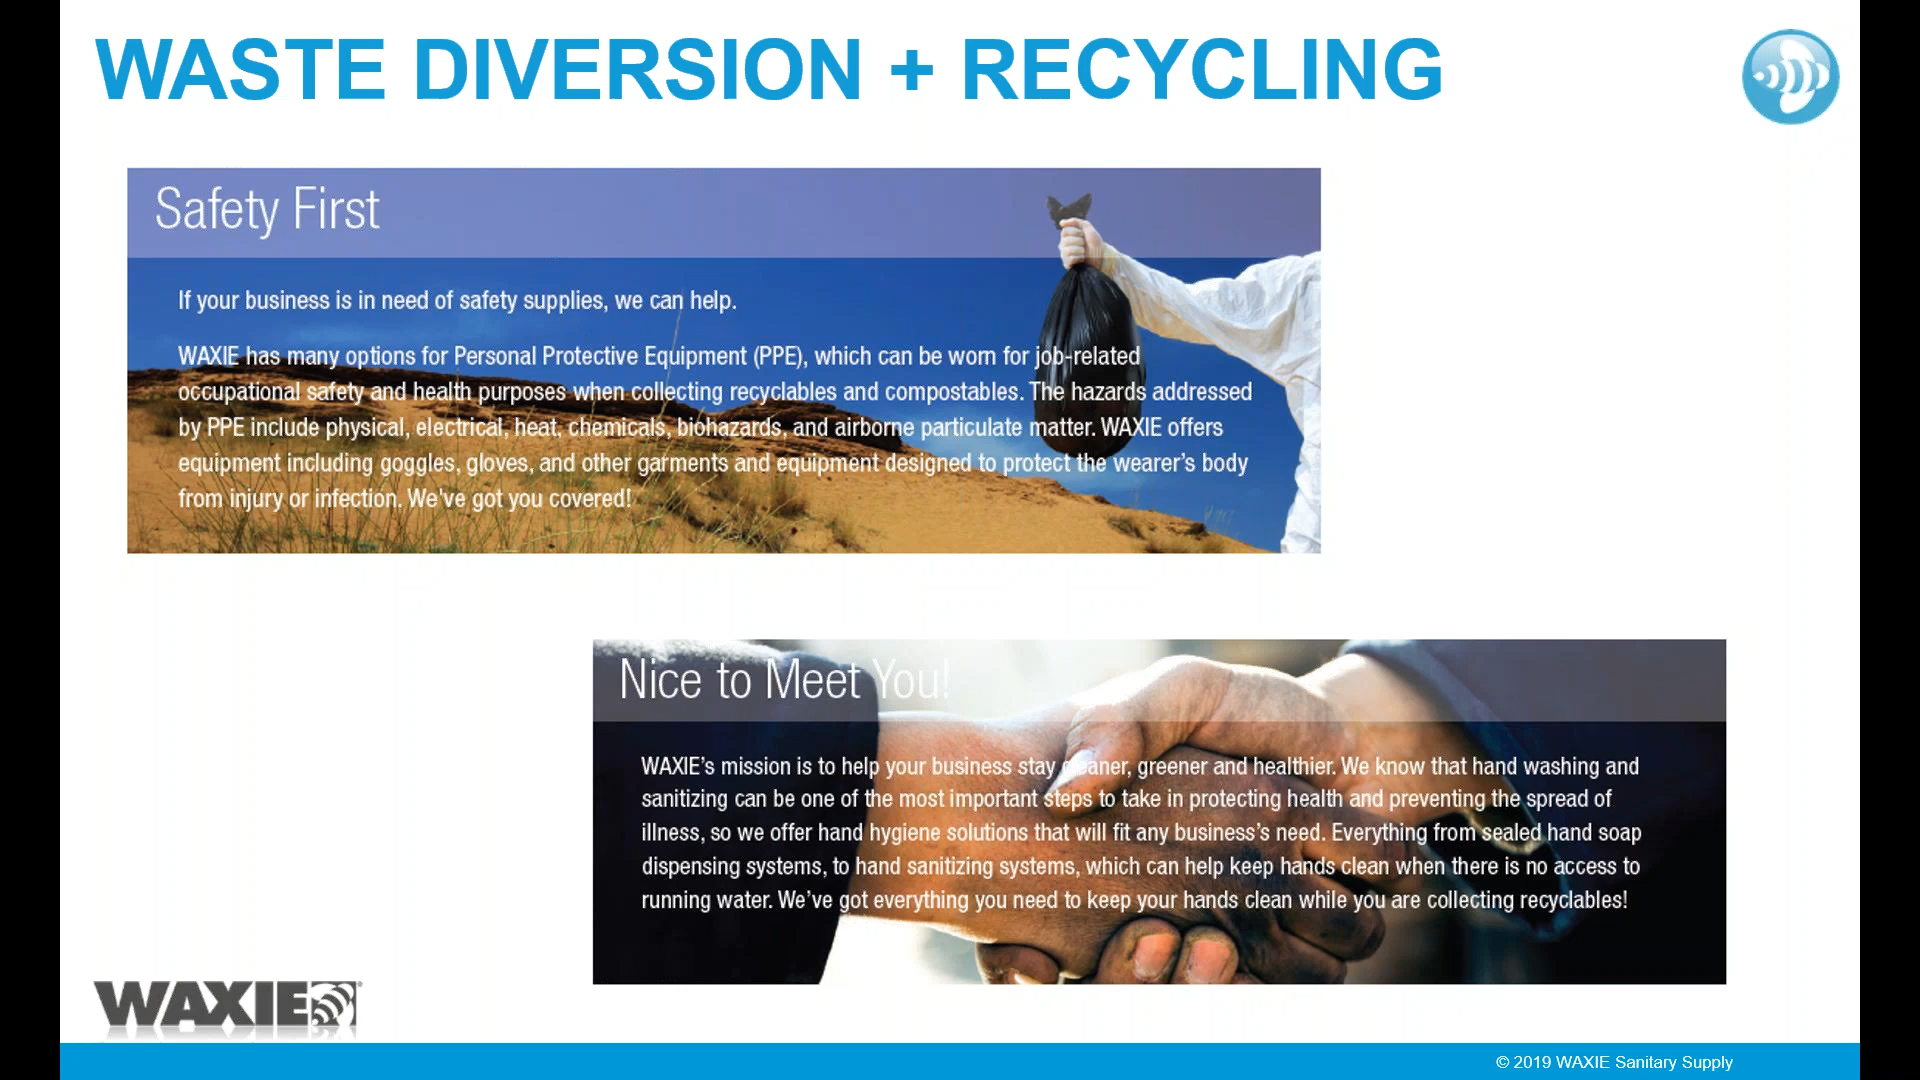 WASTE DIVERSION + RECYCLING
Safety First
If your business is in need of safety supplies, we can help.
WAXIE has many options for Personal Protective Equipment (PPE), which can be worn for job-related
occupational safety and health purposes when collecting recyclables and compostables. The hazards addressed
by PPE include physical, electrical, heat, chemicals, biohazards, and airborne particulate matter. WAXIE offers
equipment including goggles, gloves, and other garments and equipment designed to protect the wearer's body
from injury or infection. We've got you covered!
Nice to Meet You!
WAXIE's mission is to help your business stay cleaner, greener and healthier. We know that hand washing and
sanitizing can be one of the most important steps to take in protecting health and preventing the spread of
illness, so we offer hand hygiene solutions that will fit any business's need. Everything from sealed hand soap
dispensing systems, to hand sanitizing systems, which can help keep hands clean when there is no access to
running water. We've got everything you need to keep your hands clean while you are collecting recyclables!
WAXIE
© 2019 WAXIE Sanitary Supply